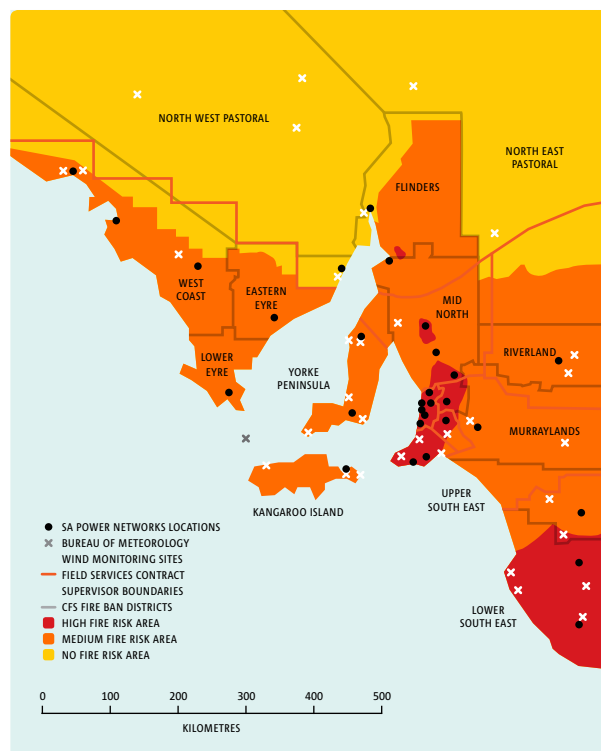 NORTH WEST PASTORAL
NORTH EAST
PASTORAL
FLINDERS
WEST
COAST
EASTERN
EYRE
MID
NORTH
LOWER
EYRE
YORKE
PENINSULA
RIVERLAND
MURRAYLANDS
KANGAROO ISLAND
UPPER
SOUTH EAST
LOWER
SOUTH EAST
SA POWER NETWORKS LOCATIONS
BUREAU OF METEOROLOGY
WIND MONITORING SITES
FIELD SERVICES CONTRACT
SUPERVISOR BOUNDARIES
CFS FIRE BAN DISTRICTS
HIGH FIRE RISK AREA
MEDIUM FIRE RISK AREA
NO FIRE RISK AREA
0 100 200 300 400 500
KILOMETRES